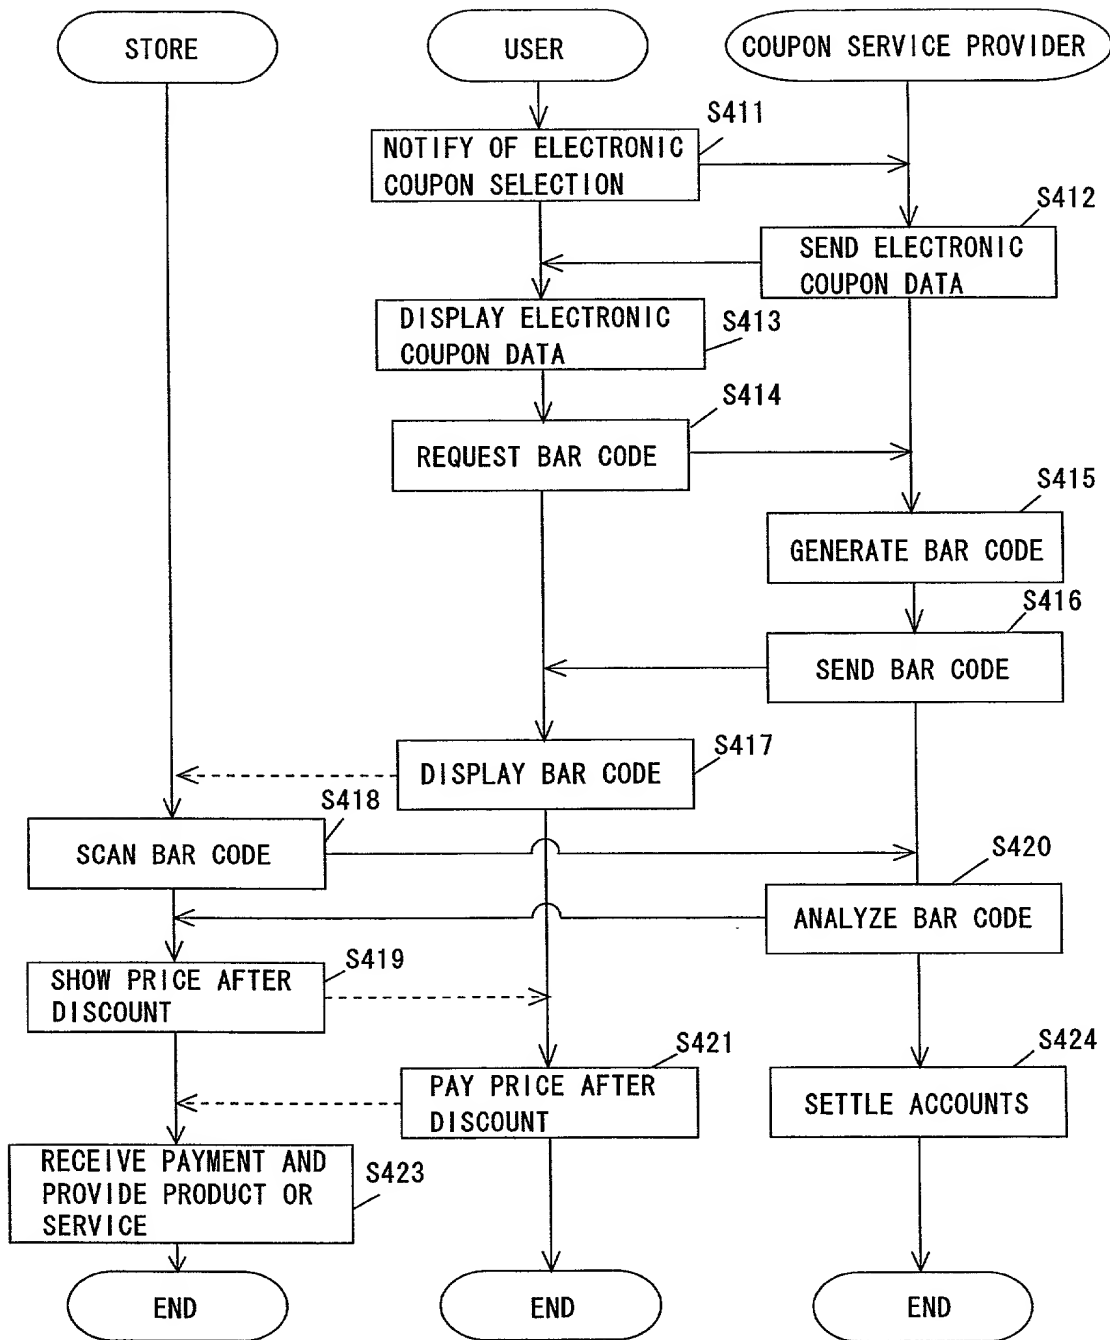 STORE
USER
COUPON SERVICE PROVIDER
S411
NOTIFY OF ELECTRONIC
COUPON SELECTION
S412
SEND ELECTRONIC
COUPON DATA
DISPLAY ELECTRONIC
COUPON DATA
S413
S414
REQUEST BAR CODE
S415
GENERATE BAR CODE
S416
SEND BAR CODE
S417
DISPLAY BAR CODE
S418
SCAN BAR CODE
S420
ANALYZE BAR CODE
S419
SHOW PRICE AFTER
DISCOUNT
S421
PAY PRICE AFTER
DISCOUNT
S424
SETTLE ACCOUNTS
RECEIVE PAYMENT AND
PROVIDE PRODUCT OR
SERVICE
S423
END
END
END